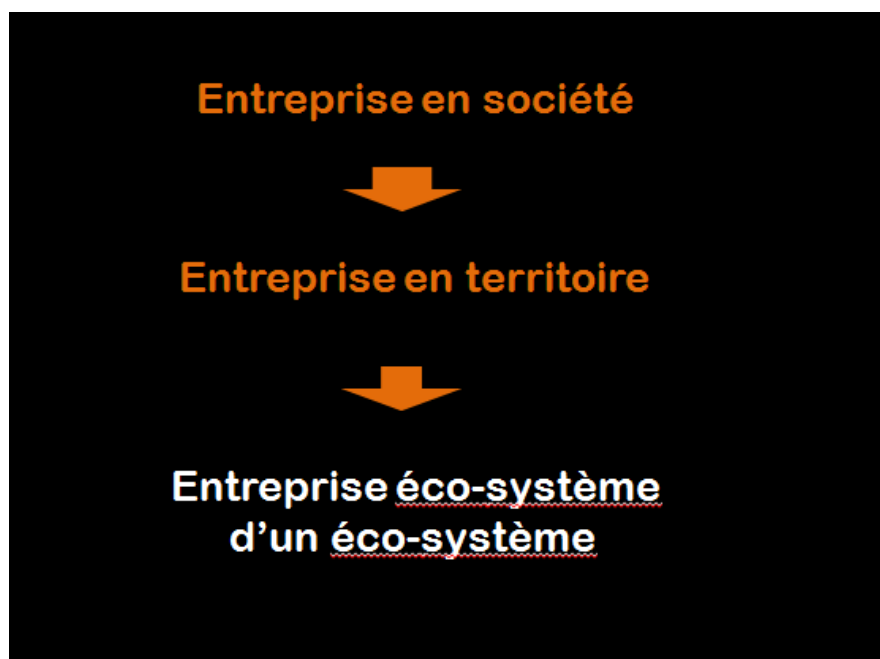 Entreprise en société
Entreprise en territoire
Entreprise éco-système
d’un éco-système